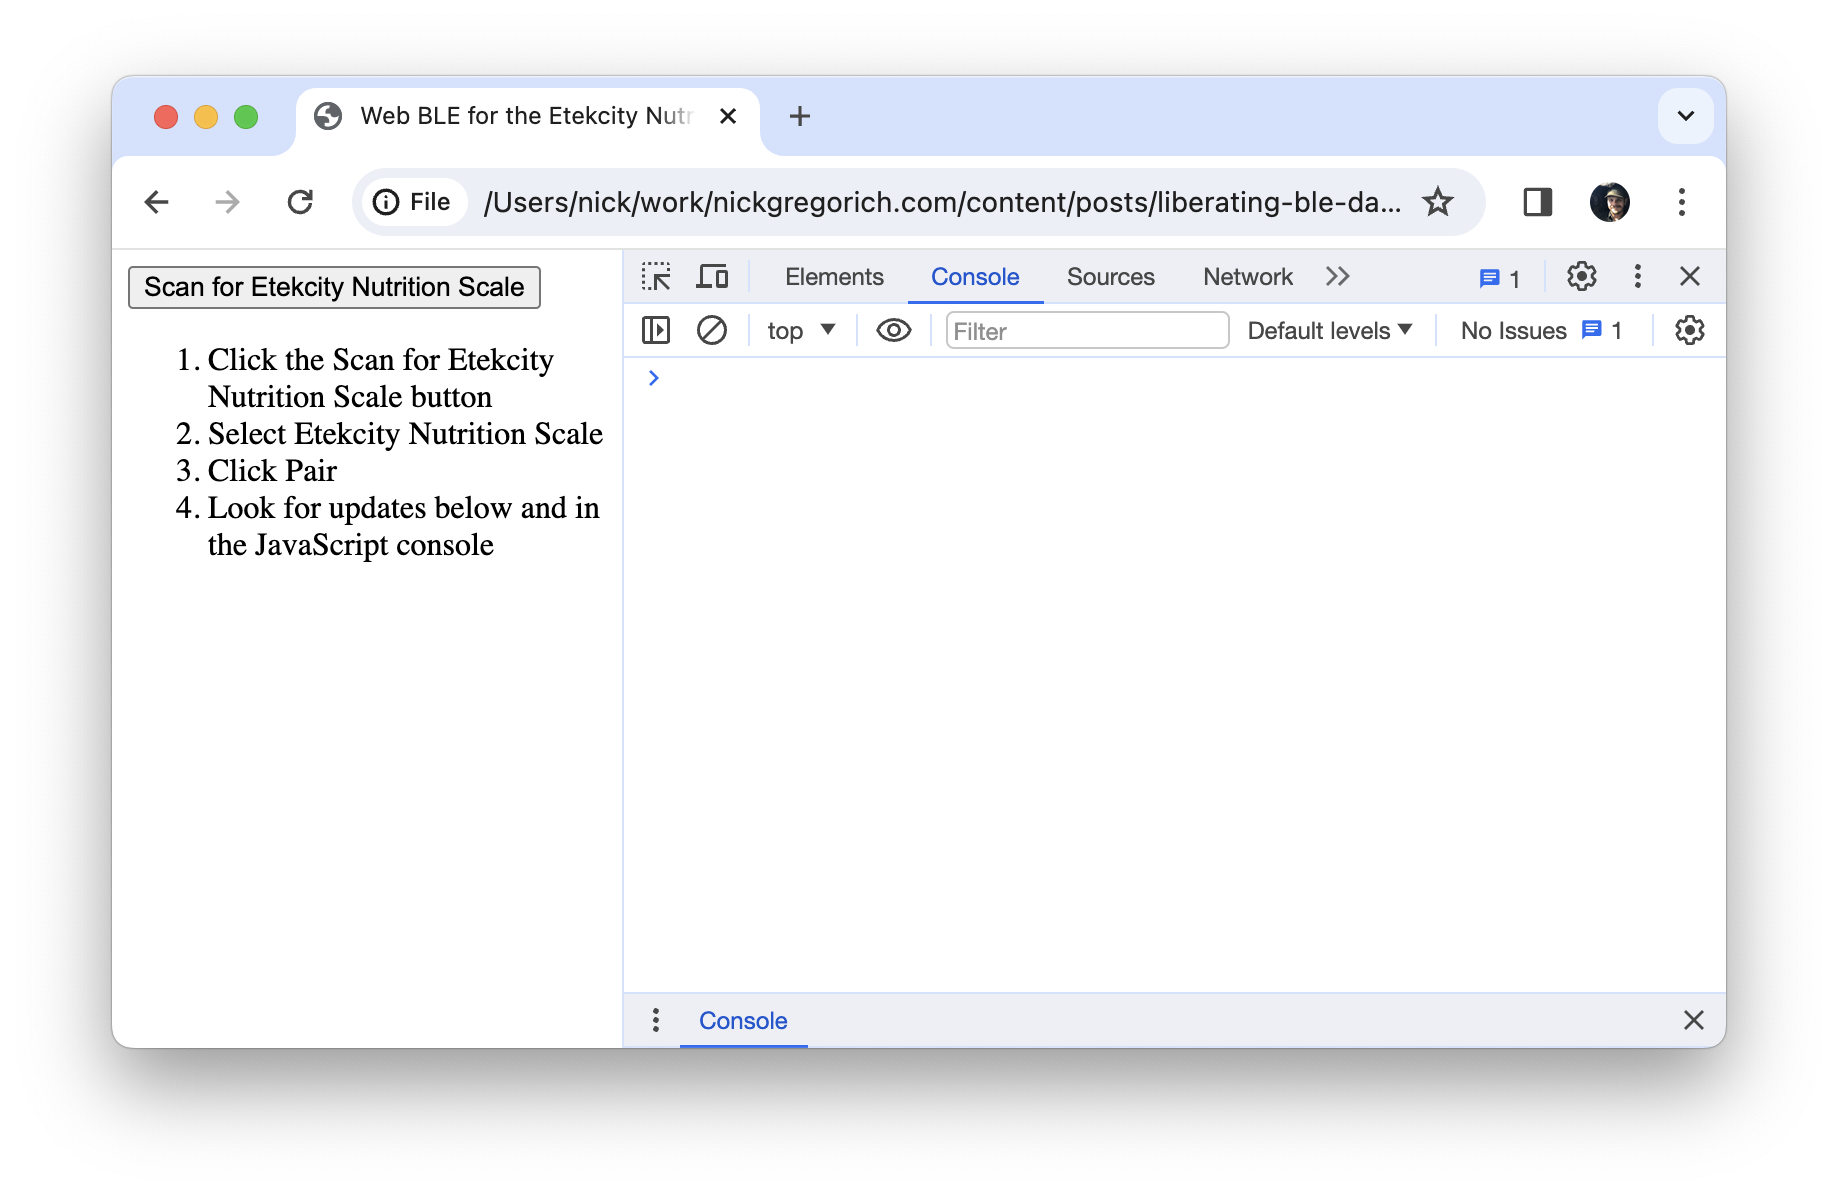 Web BLE for the Etekcity Nutr
File
/Users/nick/work/nickgregorich.com/content/posts/liberating-ble-da...
Scan for Etekcity Nutrition Scale
1. Click the Scan for Etekcity
Nutrition Scale button
2. Select Etekcity Nutrition Scale
3. Click Pair
4. Look for updates below and in
the JavaScript console
Elements Console Sources Network 1
top Filter Default levels No Issues 1
Console